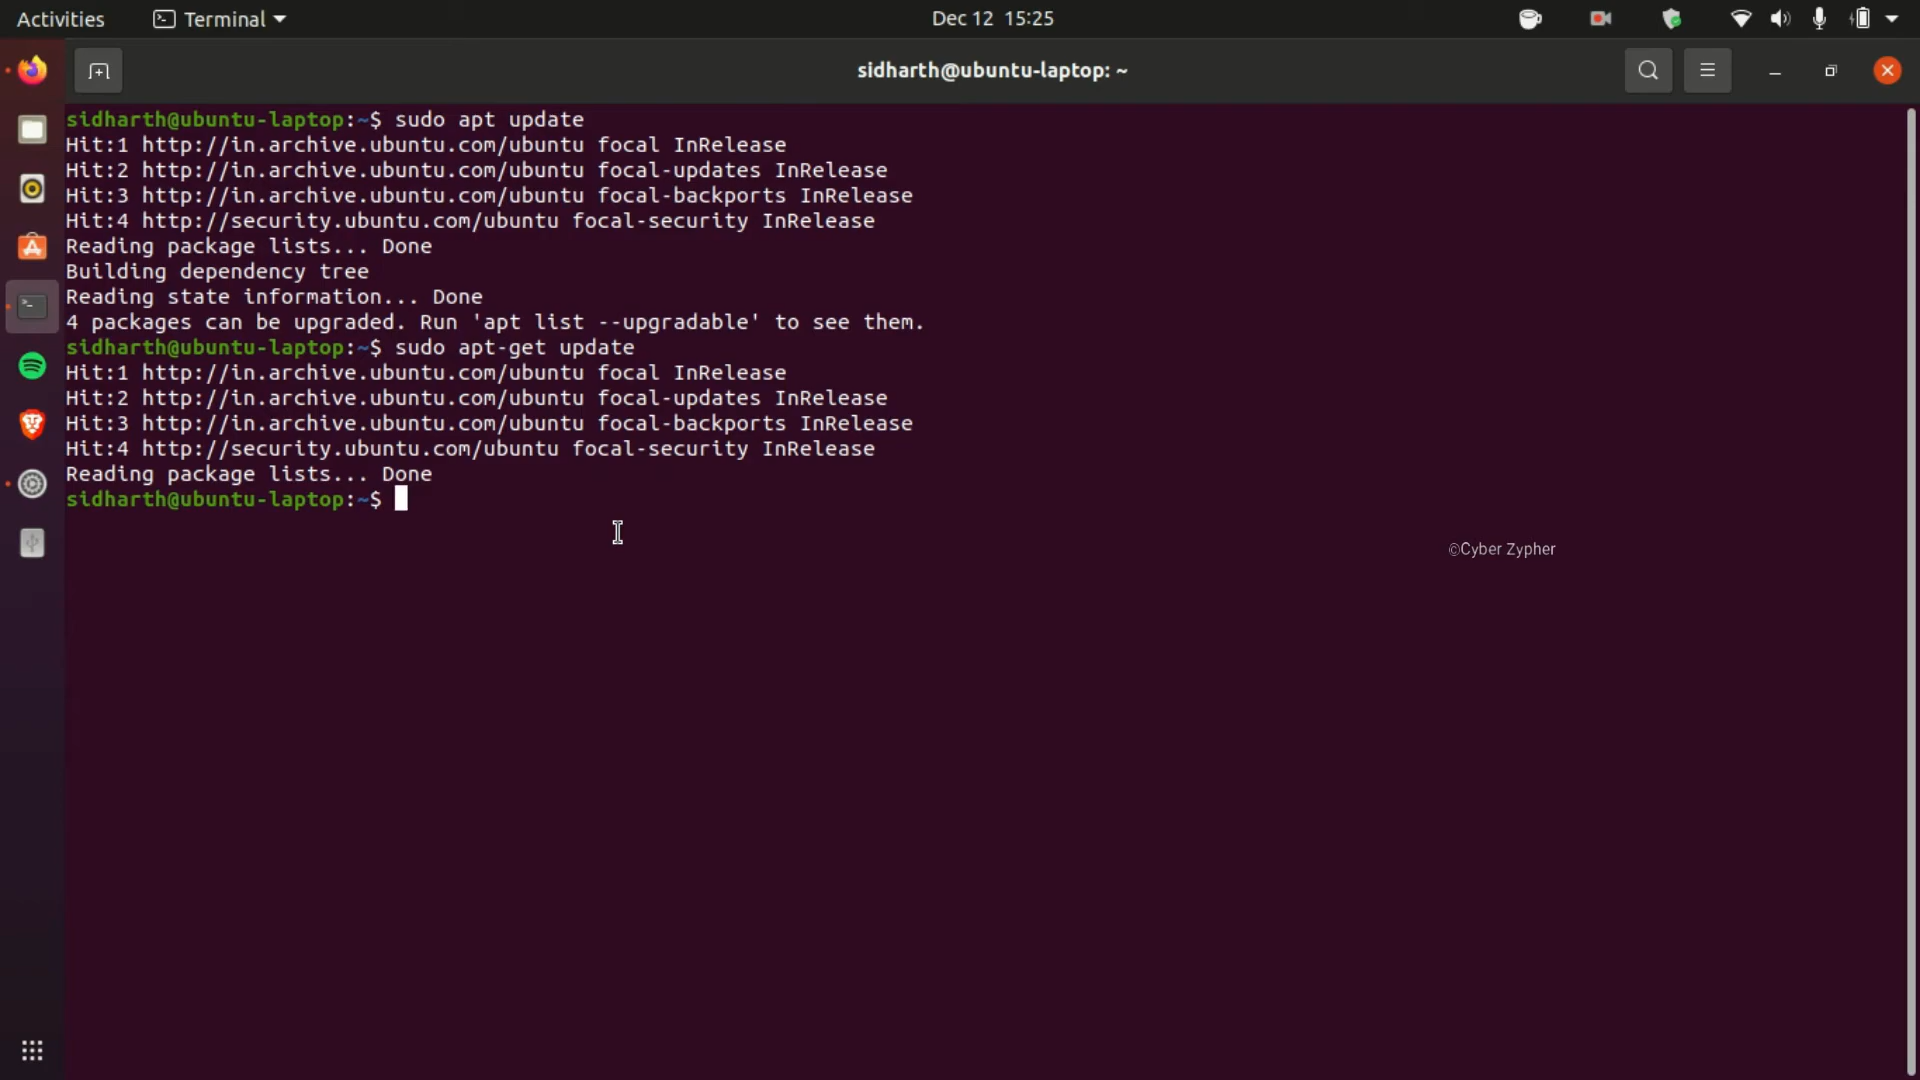 Activities Terminal Dec 12 15:25
sidharth@ubuntu-laptop: ~
sidharth@ubuntu-laptop:~$ sudo apt update
Hit:1 http://in.archive.ubuntu.com/ubuntu focal InRelease
Hit:2 http://in.archive.ubuntu.com/ubuntu focal-updates InRelease
Hit:3 http://in.archive.ubuntu.com/ubuntu focal-backports InRelease
Hit:4 http://security.ubuntu.com/ubuntu focal-security InRelease
Reading package lists... Done
Building dependency tree
Reading state information... Done
4 packages can be upgraded. Run 'apt list --upgradable' to see them.
sidharth@ubuntu-laptop:~$ sudo apt-get update
Hit:1 http://in.archive.ubuntu.com/ubuntu focal InRelease
Hit:2 http://in.archive.ubuntu.com/ubuntu focal-updates InRelease
Hit:3 http://in.archive.ubuntu.com/ubuntu focal-backports InRelease
Hit:4 http://security.ubuntu.com/ubuntu focal-security InRelease
Reading package lists... Done
sidharth@ubuntu-laptop:~$
©Cyber Zypher